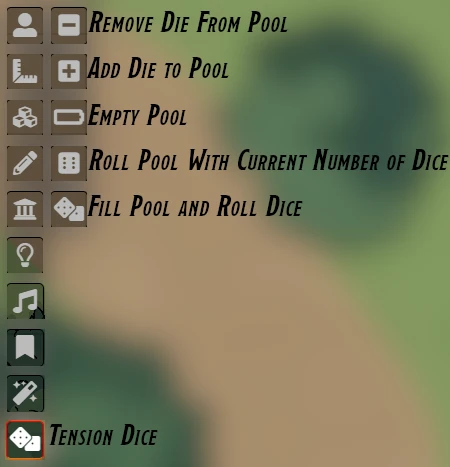 Remove Die From Pool
Add Die to Pool
Empty Pool
Roll Pool With Current Number of Dice
Fill Pool and Roll Dice
Tension Dice